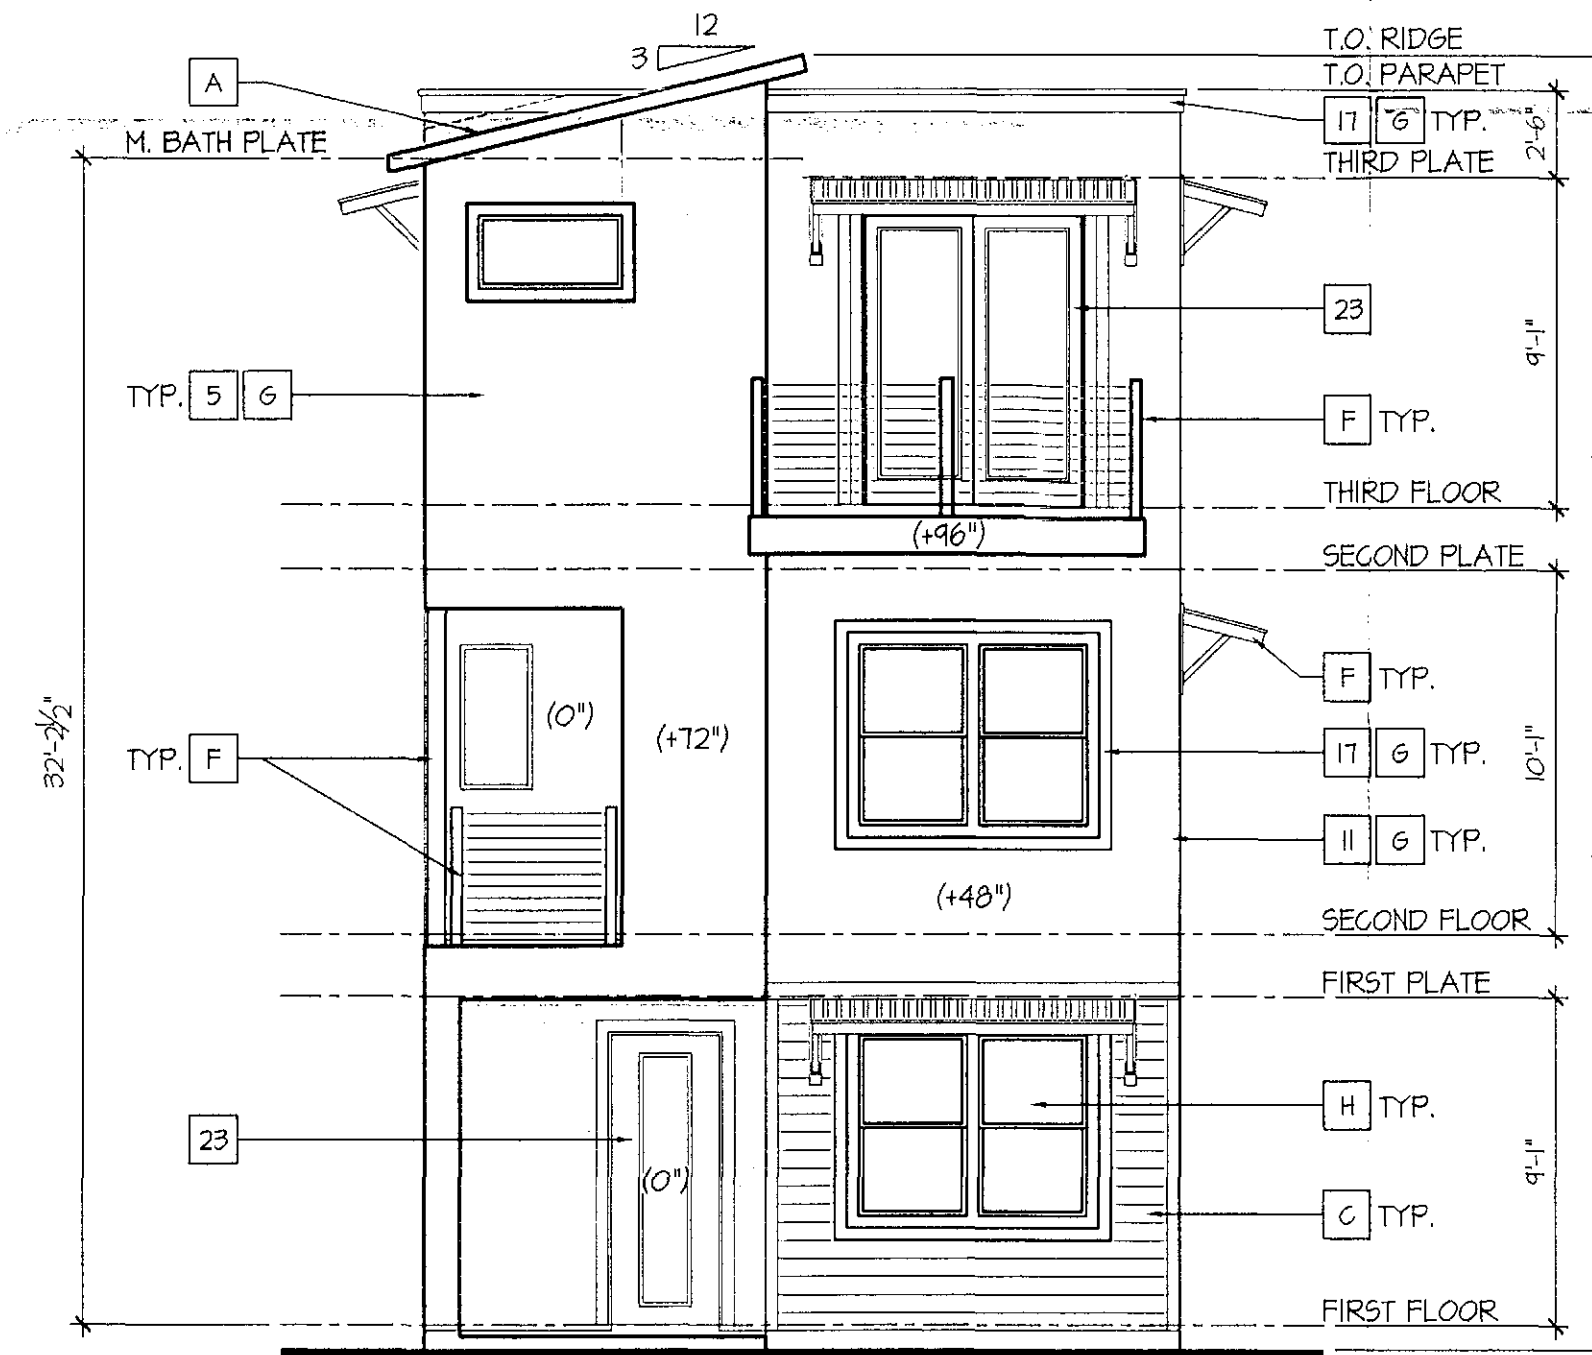 12
3
T.O. RIDGE
T.O. PARAPET
A
17 G TYP.
2'-6"
M. BATH PLATE
THIRD PLATE
23
9'-1"
TYP. 5 G
F TYP.
THIRD FLOOR
(+96")
SECOND PLATE
F TYP.
(0")
(+72")
32'-2½"
TYP. F
17 G TYP.
10'-1"
11 G TYP.
(+48")
SECOND FLOOR
FIRST PLATE
H TYP.
23
(0")
9'-1"
C TYP.
FIRST FLOOR